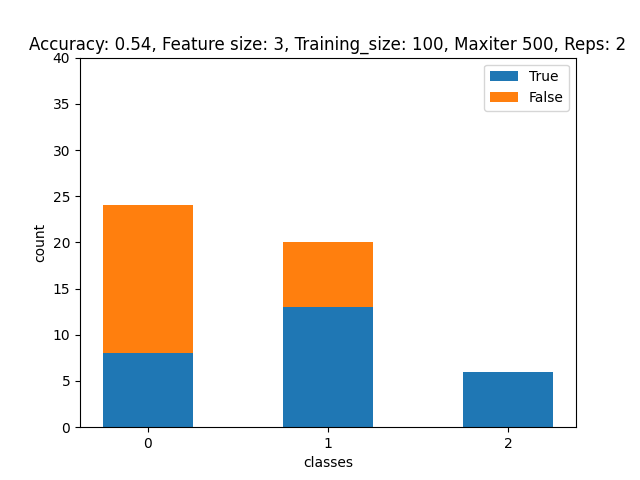 Accuracy: 0.54, Feature size: 3, Training_size: 100, Maxiter 500, Reps: 2
40
35
30
25
20
15
10
5
0
count
True
False
0 1 2
classes